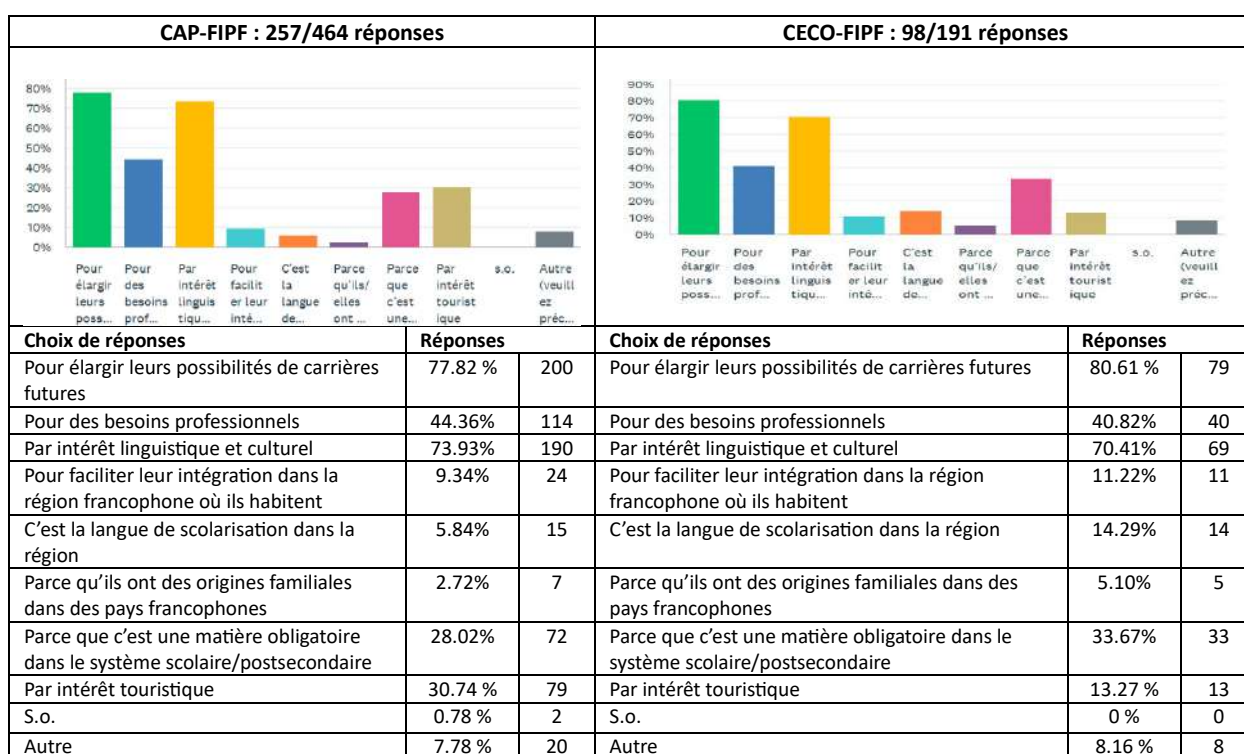 CAP-FIPF : 257/464 réponses
80%
70%
60%
50%
40%
30%
20%
10%
0%
Pour élargir leurs poss...
Pour des besoins prof...
Par intérêt linguis tiqu...
Pour facilit er leur inté...
C'est la langue de...
Parce qu'ils/ elles ont ...
Parce que c'est une...
Par intérêt tourist ique
s.o.
Autre (veuill ez préc...
CECO-FIPF : 98/191 réponses
90%
80%
70%
60%
50%
40%
30%
20%
10%
0%
Pour élargir leurs poss...
Pour des besoins prof...
Par intérêt linguis tiqu...
Pour facilit er leur inté...
C'est la langue de...
Parce qu'ils/ elles ont ...
Parce que c'est une...
Par intérêt tourist ique
s.o.
Autre (veuill ez préc...
Choix de réponses Réponses Choix de réponses Réponses
Pour élargir leurs possibilités de carrières 77.82 % 200 Pour élargir leurs possibilités de carrières futures 80.61 % 79
futures
Pour des besoins professionnels 44.36% 114 Pour des besoins professionnels 40.82% 40
Par intérêt linguistique et culturel 73.93% 190 Par intérêt linguistique et culturel 70.41% 69
Pour faciliter leur intégration dans la 9.34% 24 Pour faciliter leur intégration dans la région 11.22% 11
région francophone où ils habitent francophone où ils habitent
C'est la langue de scolarisation dans la 5.84% 15 C'est la langue de scolarisation dans la région 14.29% 14
région
Parce qu'ils ont des origines familiales 2.72% 7 Parce qu'ils ont des origines familiales dans des 5.10% 5
dans des pays francophones pays francophones
Parce que c'est une matière obligatoire 28.02% 72 Parce que c'est une matière obligatoire dans le 33.67% 33
dans le système scolaire/postsecondaire système scolaire/postsecondaire
Par intérêt touristique 30.74 % 79 Par intérêt touristique 13.27 % 13
S.o. 0.78 % 2 S.o. 0 % 0
Autre 7.78 % 20 Autre 8.16 % 8